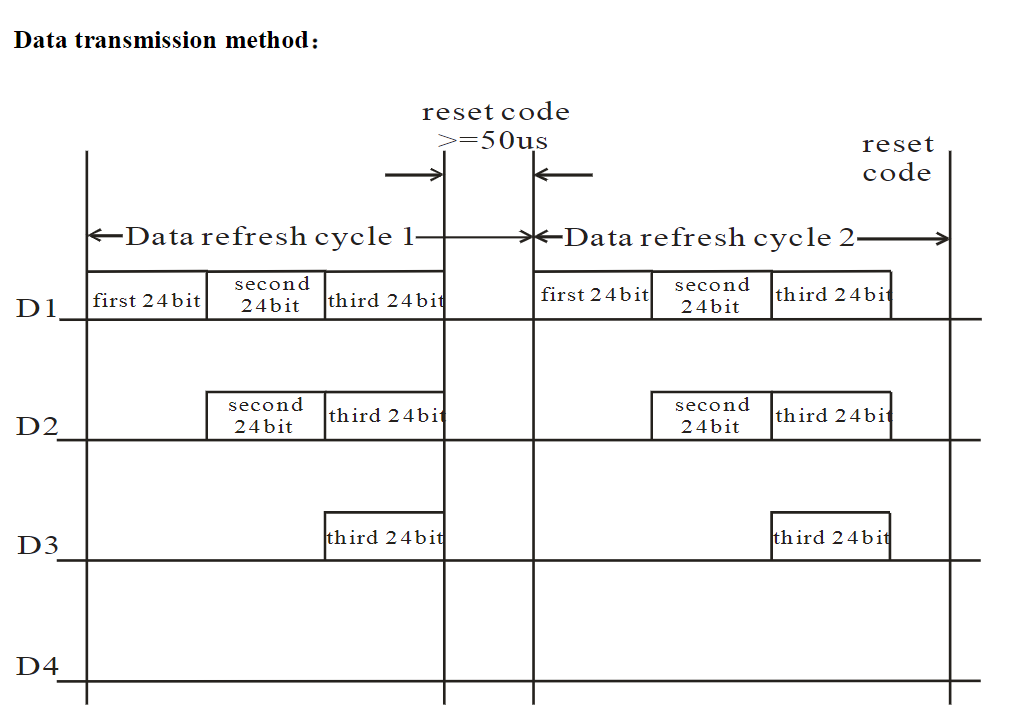 Data transmission method：
reset code
>=50us
reset
code
Data refresh cycle 1
Data refresh cycle 2
D1
first 24bit
second
24bit
third 24bit
first 24bit
second
24bit
third 24bit
D2
second
24bit
third 24bit
second
24bit
third 24bit
D3
third 24bit
third 24bit
D4